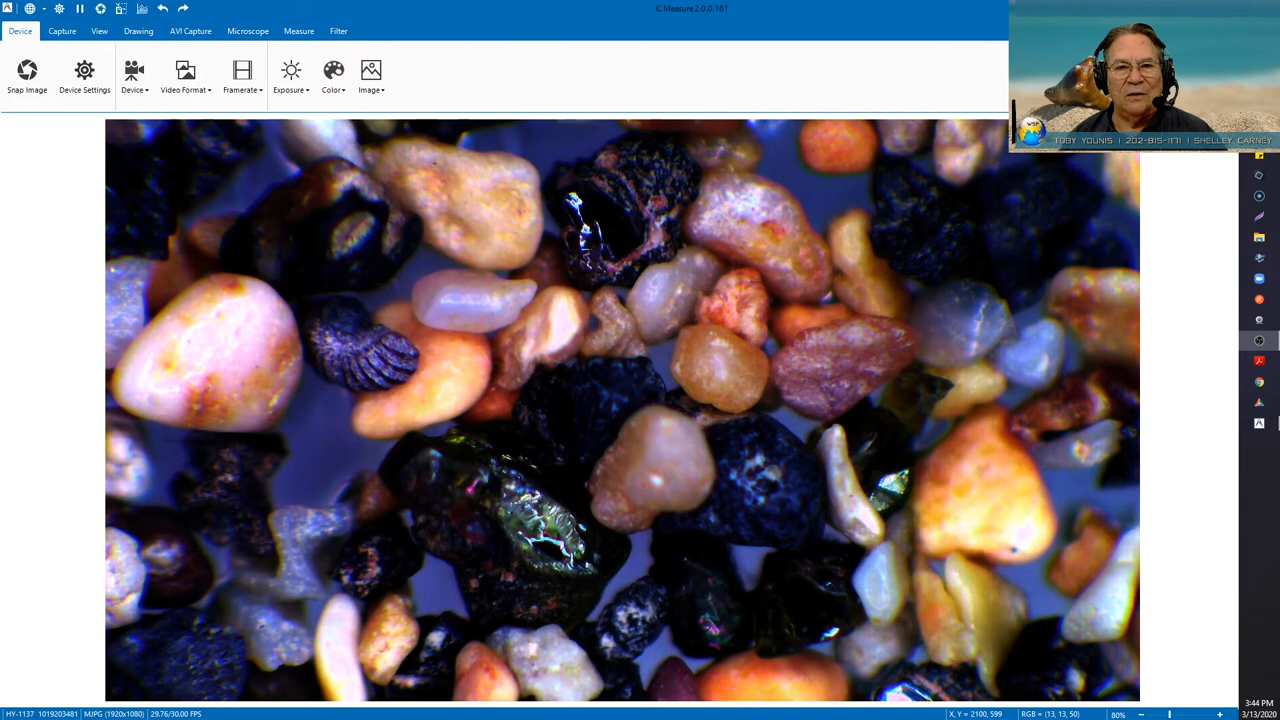 IC Measure 2.0.0.161
Device Capture View Drawing AVI Capture Microscope Measure Filter
Snap Image Device Settings Device Video Format Framerate Exposure Color Image
WSF
TOBY YOUNIS | 202-815-1171 | SHELLEY CARNEY
3:44 PM
HY-1137 1019203481 MJPG (1920x1080) 29.76/30.00 FPS X, Y = 2100, 599 RGB = (13, 13, 50) 80% 3/13/2020